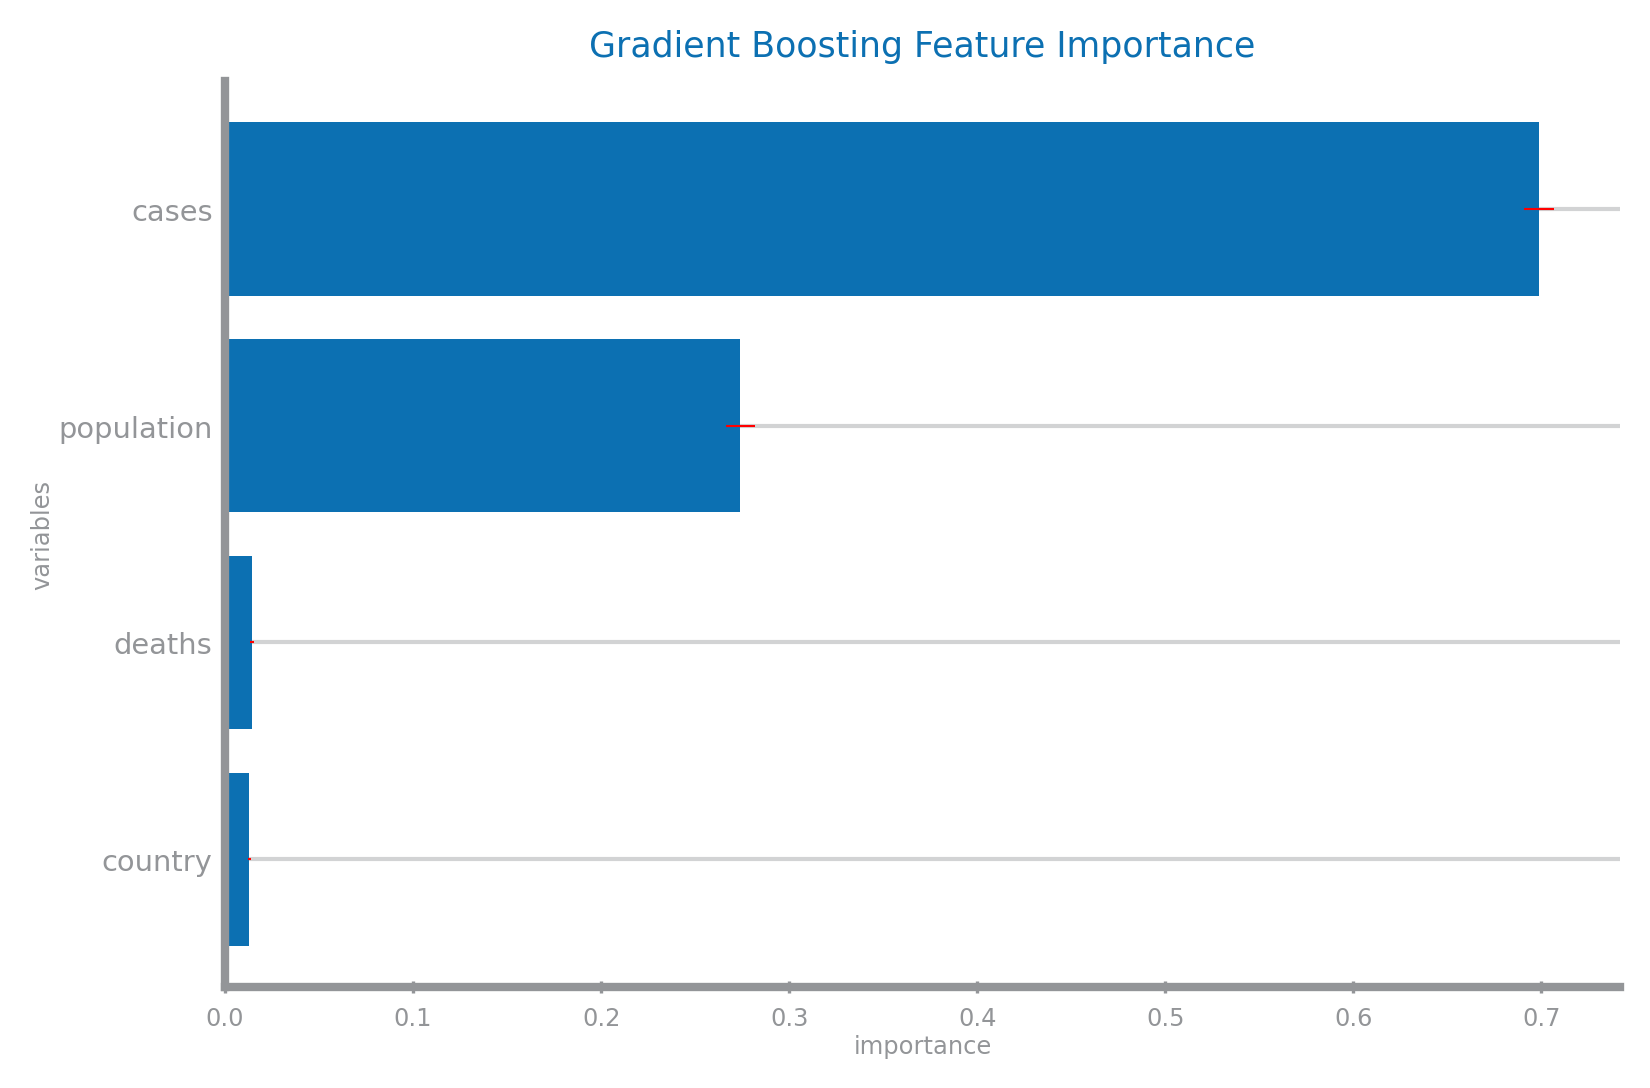 Gradient Boosting Feature Importance
cases
population
deaths
country
variables
0.0 0.1 0.2 0.3 0.4 0.5 0.6 0.7
importance